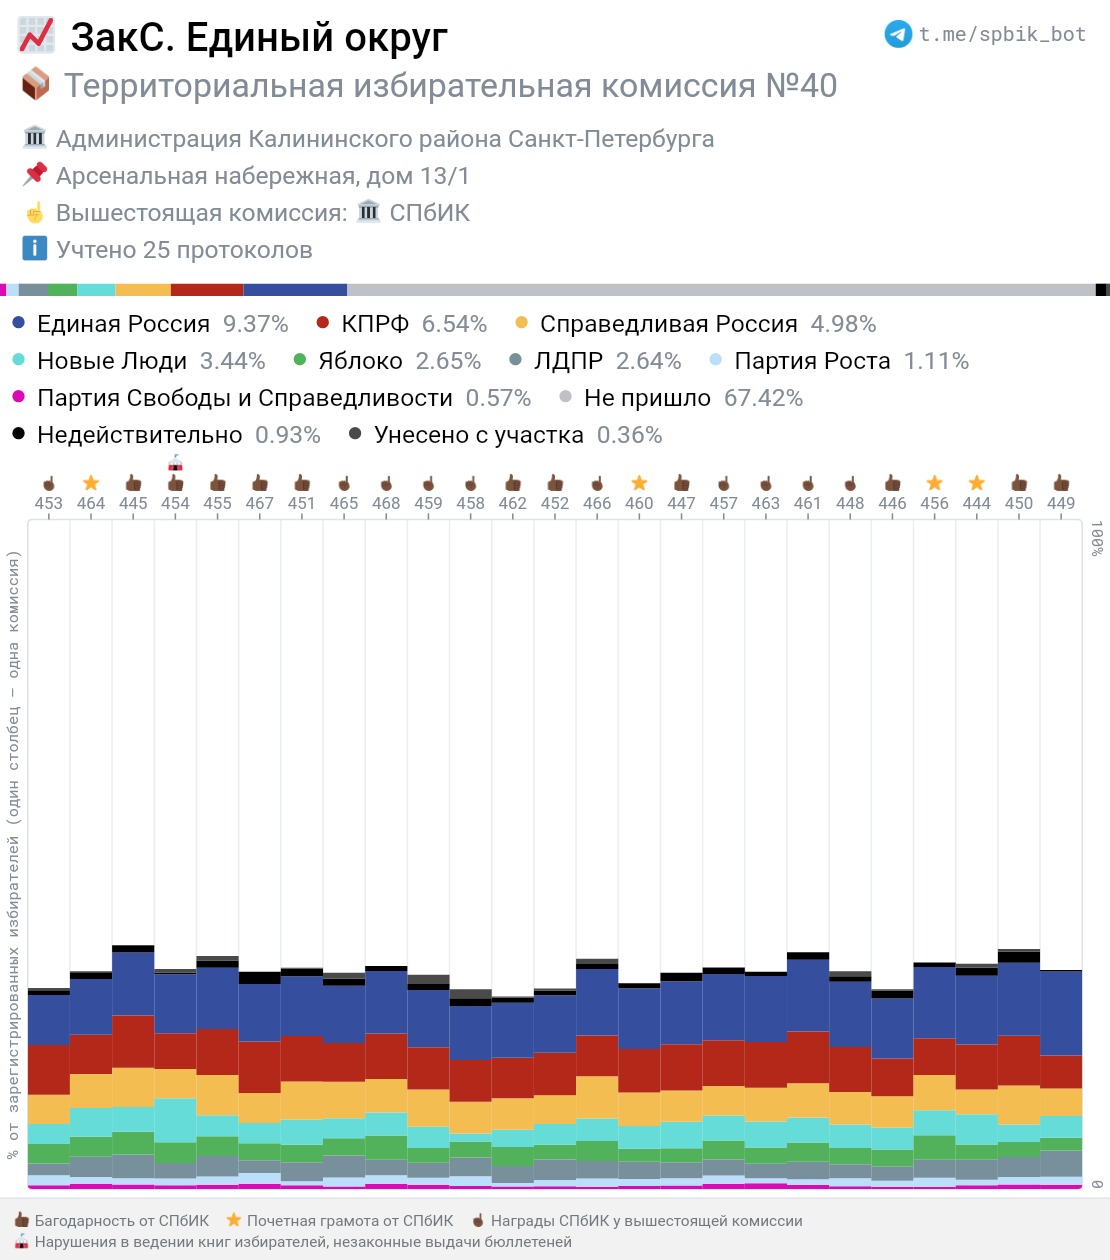 ЗакС. Единый округ
t.me/spbik_bot
Территориальная избирательная комиссия №40
Администрация Калининского района Санкт-Петербурга
Арсенальная набережная, дом 13/1
Вышестоящая комиссия: СПбИК
Учтено 25 протоколов
Единая Россия 9.37% КПРФ 6.54% Справедливая Россия 4.98%
Новые Люди 3.44% Яблоко 2.65% ЛДПР 2.64% Партия Роста 1.11%
Партия Свободы и Справедливости 0.57% Не пришло 67.42%
Недействительно 0.93% Унесено с участка 0.36%
453 464 445 454 455 467 451 465 468 459 458 462 452 466 460 447 457 463 461 448 446 456 444 450 449
% от зарегистрированных избирателей (один столбец – одна комиссия)
100%
0
Багодарность от СПбИК Почетная грамота от СПбИК Награды СПбИК у вышестоящей комиссии
Нарушения в ведении книг избирателей, незаконные выдачи бюллетеней